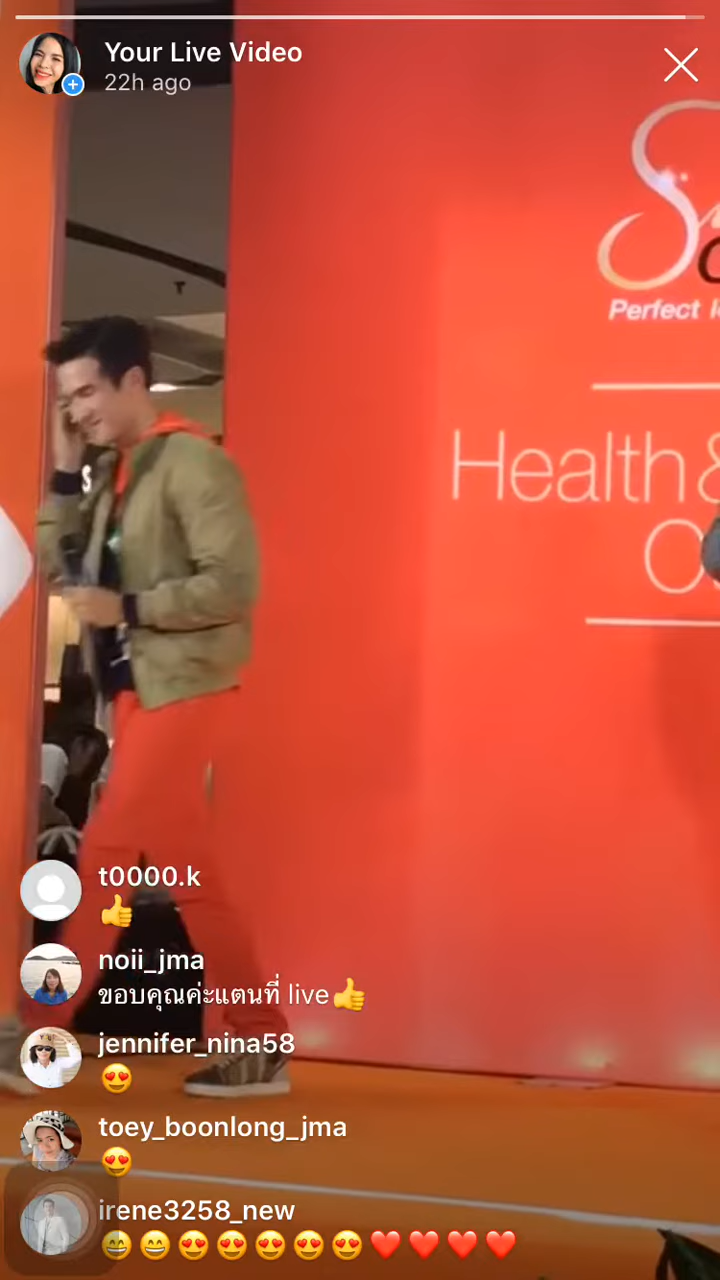 Your Live Video
22h ago
Perfect
Health &
t0000.k
👍
noii_jma
ขอบคุณค่ะแตนที่ live👍
jennifer_nina58
😍
toey_boonlong_jma
😍
irene3258_new
😄😄😍😍😍😍😍❤️❤️❤️❤️